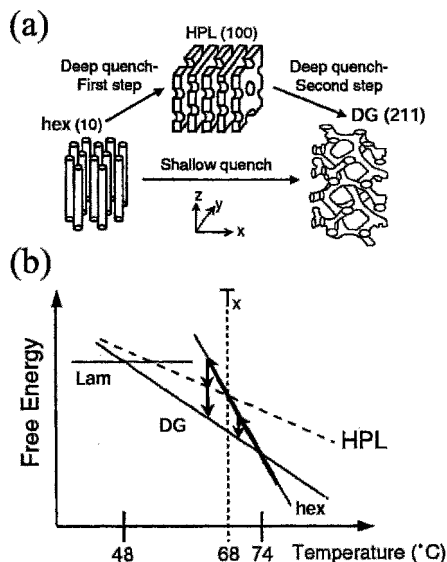 (a)
HPL (100)
Deep quench-
First step
Deep quench-
Second step
hex (10)
DG (211)
Shallow quench
z
y
x
(b)
Tx
Free Energy
Lam
DG
HPL
hex
48
68
74
Temperature (°C)